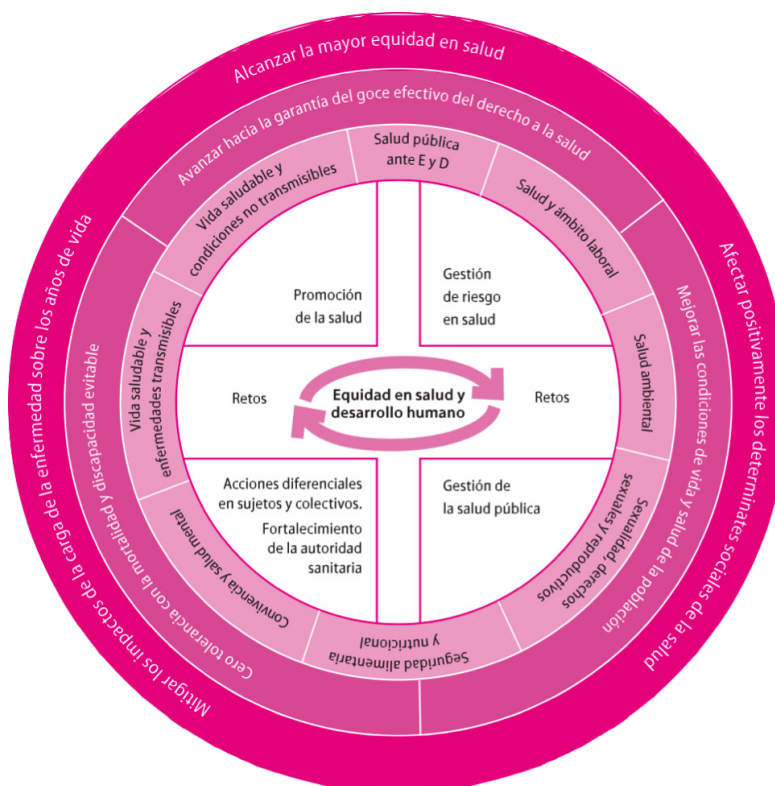 Alcanzar la mayor equidad en salud
Avanzar hacia la garantía del goce efectivo del derecho a la salud
Salud pública
ante E y D
Vida saludable y
condiciones no transmisibles
Salud y ámbito laboral
Promoción
de la salud
Gestión
de riesgo
en salud
Mitigar los impactos de la carga de la enfermedad sobre los años de vida
Cero tolerancia con la mortalidad y discapacidad evitable
Vida saludable y
enfermedades transmisibles
Retos
Equidad en salud y
desarrollo humano
Retos
Salud ambiental
Mejorar las condiciones de vida y salud de la población
Afectar positivamente los determinates sociales de la salud
Acciones diferenciales
en sujetos y colectivos.
Fortalecimiento
de la autoridad
sanitaria
Gestión de
la salud pública
Convivencia y salud mental
Sexualidad, derechos
sexuales y reproductivos
Seguridad alimentaria
y nutricional